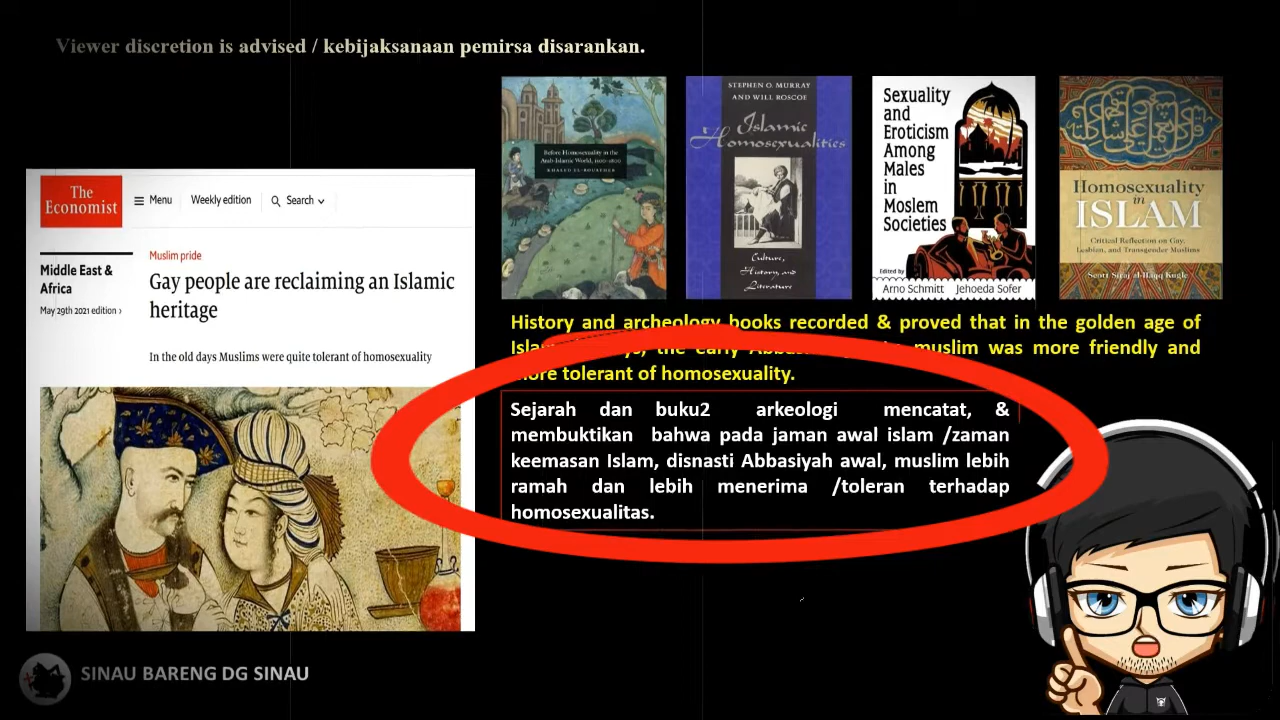 Viewer discretion is advised / kebijaksanaan pemirsa disarankan.
Before Homosexuality in the
Arab-Islamic World, 1500-1800
KHALED EL-ROUAYHEB
STEPHEN O. MURRAY
AND WILL ROSCOE
Islamic
Homosexualities
Culture,
History, and
Literature
Sexuality
and
Eroticism
Among
Males
in
Moslem
Societies
Edited by
Arno Schmitt Jehoeda Sofer
Homosexuality
in
ISLAM
Critical Reflection on Gay,
Lesbian, and Transgender Muslims
Scott Siraj al-Haqq Kugle
The
Economist
Menu Weekly edition Search
Middle East &
Africa
May 29th 2021 edition ›
Muslim pride
Gay people are reclaiming an Islamic
heritage
In the old days Muslims were quite tolerant of homosexuality
History and archeology books recorded & proved that in the golden age of
the early muslim was more friendly and
tolerant of homosexuality.
Sejarah dan buku2 arkeologi mencatat, &
membuktikan bahwa pada jaman awal islam /zaman
keemasan Islam, disnasti Abbasiyah awal, muslim lebih
ramah dan lebih menerima /toleran terhadap
homosexualitas.
SINAU BARENG DG SINAU